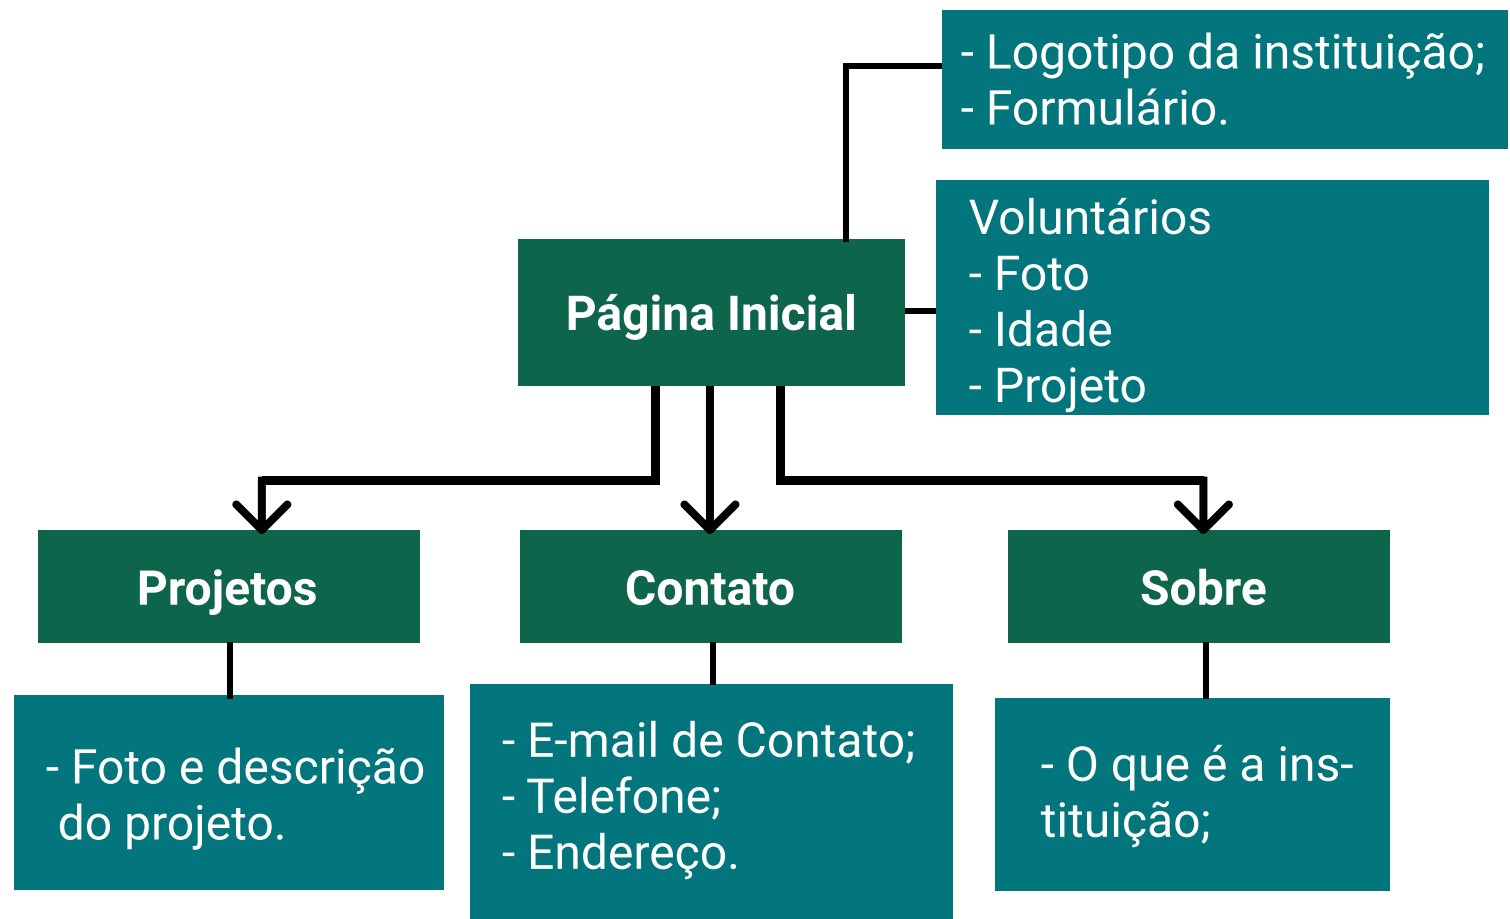 - Logotipo da instituição;
- Formulário.
Voluntários
- Foto
- Idade
- Projeto
Página Inicial
Projetos
Contato
Sobre
- Foto e descrição
do projeto.
- E-mail de Contato;
- Telefone;
- Endereço.
- O que é a ins-
tituição;